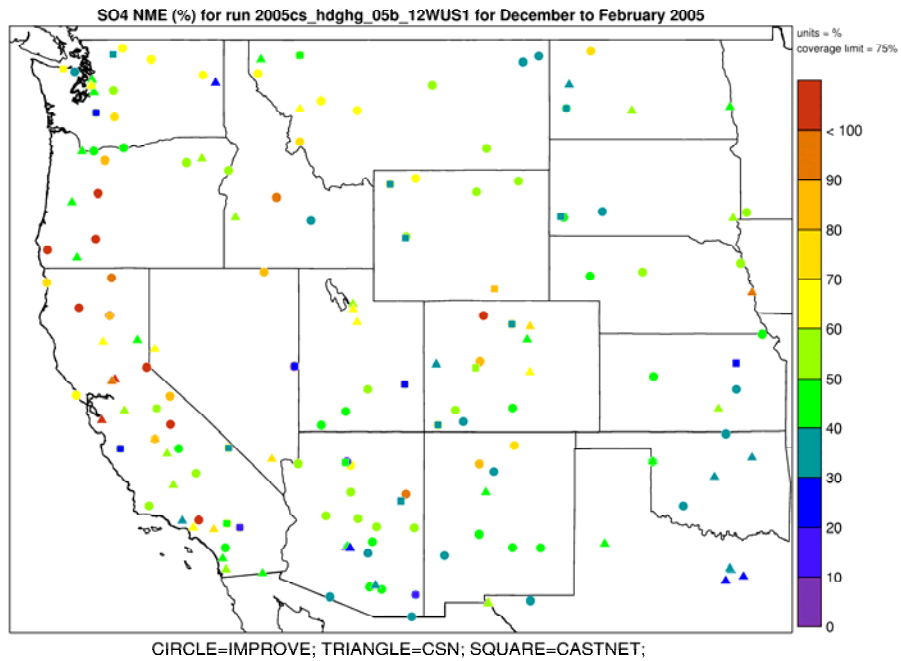 SO4 NME (%) for run 2005cs_hdghg_05b_12WUS1 for December to February 2005
units = %
coverage limit = 75%
< 100
90
80
70
60
50
40
30
20
10
0
CIRCLE=IMPROVE; TRIANGLE=CSN; SQUARE=CASTNET;